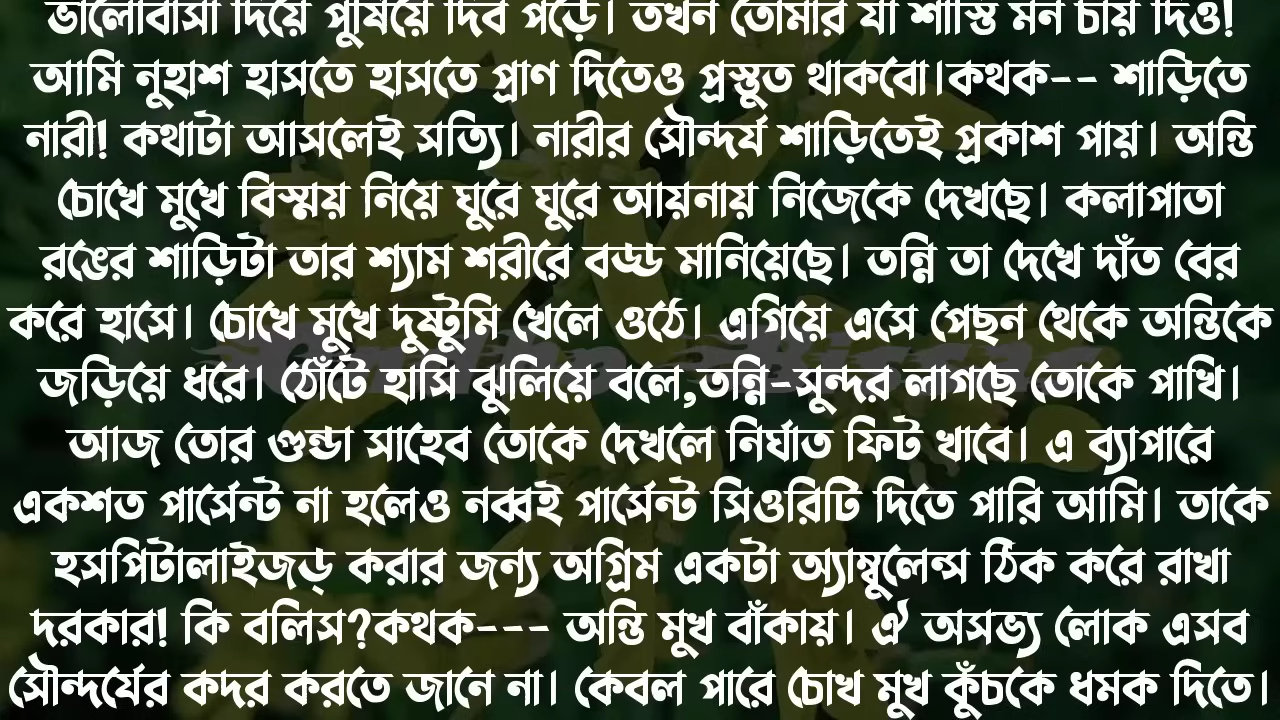 ভালোবাসা দিয়ে পুষিয়ে দিব পড়ে। তখন তোমার যা শাস্তি মন চায় দিও!
আমি নুহাশ হাসতে হাসতে প্রাণ দিতেও প্রস্তুত থাকবো।কথক-- শাড়িতে
নারী! কথাটা আসলেই সত্যি। নারীর সৌন্দর্য শাড়িতেই প্রকাশ পায়। অন্তি
চোখে মুখে বিস্ময় নিয়ে ঘুরে ঘুরে আয়নায় নিজেকে দেখছে। কলাপাতা
রঙের শাড়িটা তার শ্যাম শরীরে বড্ড মানিয়েছে। তন্নি তা দেখে দাঁত বের
করে হাসে। চোখে মুখে দুষ্টুমি খেলে ওঠে। এগিয়ে এসে পেছন থেকে অন্তিকে
জড়িয়ে ধরে। ঠোঁটে হাসি ঝুলিয়ে বলে,তন্নি-সুন্দর লাগছে তোকে পাখি।
আজ তোর গুন্ডা সাহেব তোকে দেখলে নির্ঘাত ফিট খাবে। এ ব্যাপারে
একশত পার্সেন্ট না হলেও নব্বই পার্সেন্ট সিওরিটি দিতে পারি আমি। তাকে
হসপিটালাইজড্ করার জন্য অগ্রিম একটা অ্যাম্বুলেন্স ঠিক করে রাখা
দরকার! কি বলিস?কথক--- অন্তি মুখ বাঁকায়। ঐ অসভ্য লোক এসব
সৌন্দর্যের কদর করতে জানে না। কেবল পারে চোখ মুখ কুঁচকে ধমক দিতে।